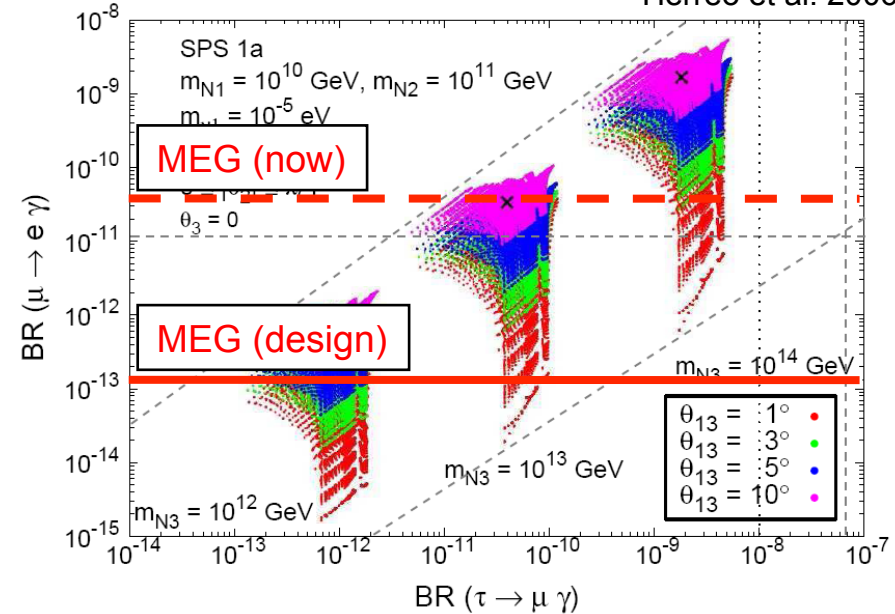 SPS 1a
m_N1 = 10^10 GeV, m_N2 = 10^11 GeV
10^-5 eV
MEG (now)
θ_3 = 0
MEG (design)
m_N3 = 10^14 GeV
m_N3 = 10^13 GeV
m_N3 = 10^12 GeV
θ_13 = 1°
θ_13 = 3°
θ_13 = 5°
θ_13 = 10°
BR (μ → e γ)
10^-8
10^-9
10^-10
10^-11
10^-12
10^-13
10^-14
10^-15
10^-14 10^-13 10^-12 10^-11 10^-10 10^-9 10^-8 10^-7
BR (τ → μ γ)